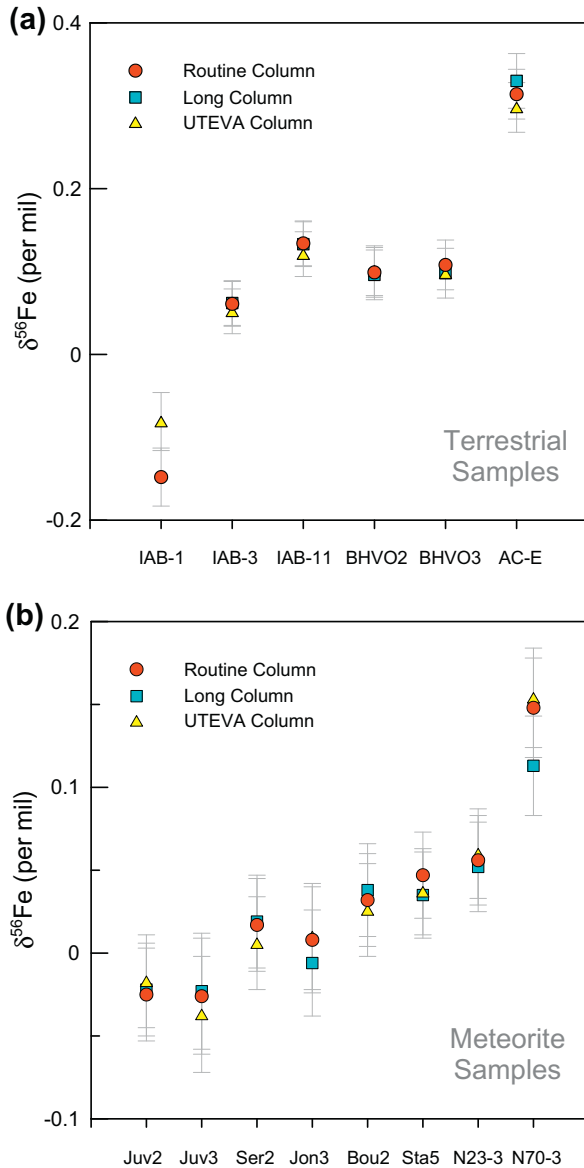 (a)
0.4
Routine Column
Long Column
UTEVA Column
0.2
δ⁵⁶Fe (per mil)
0
Terrestrial
Samples
-0.2
IAB-1 IAB-3 IAB-11 BHVO2 BHVO3 AC-E
(b)
0.2
Routine Column
Long Column
UTEVA Column
0.1
δ⁵⁶Fe (per mil)
0
Meteorite
Samples
-0.1
Juv2 Juv3 Ser2 Jon3 Bou2 Sta5 N23-3 N70-3